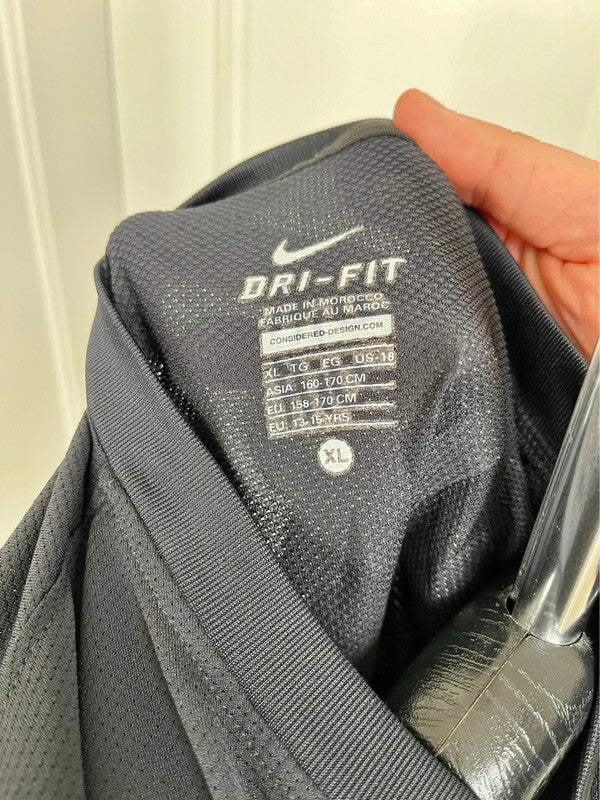 DRI-FIT
MADE IN MOROCCO
FABRIQUE AU MAROC
CONSIDERED-DESIGN.COM
XL TG EG US-18
ASIA: 160-170 CM
EU: 158-170 CM
EU: 13-15 YRS
XL